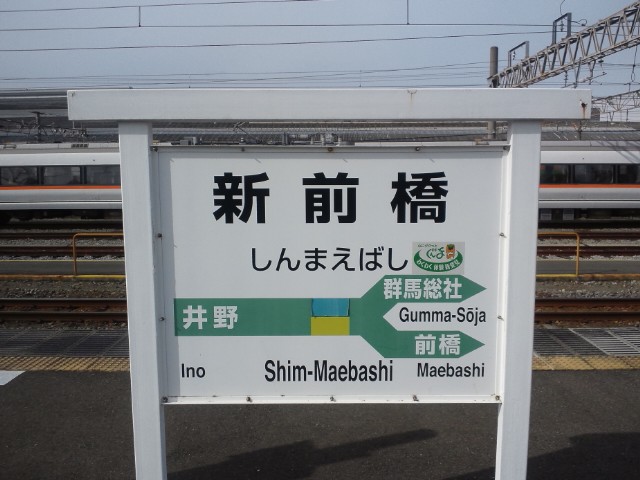 新前橋
しんまえばし
群馬総社
井野
Gumma-Sōja
前橋
Ino
Shim-Maebashi
Maebashi